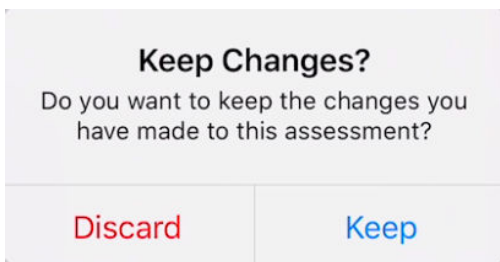 Keep Changes?
Do you want to keep the changes you
have made to this assessment?
Discard
Keep